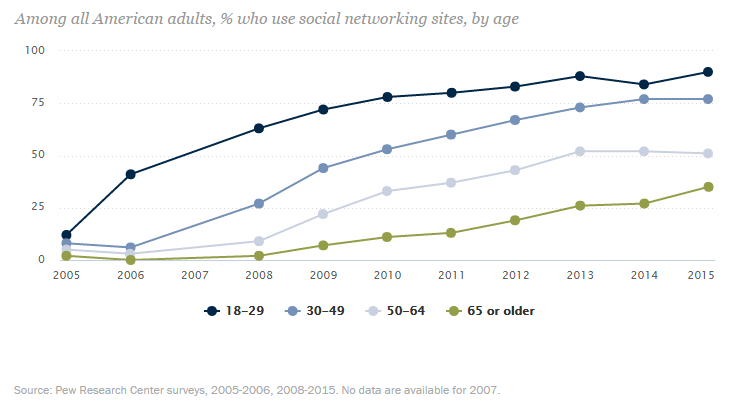 Among all American adults, % who use social networking sites, by age
100
75
50
25
0
2005 2006 2007 2008 2009 2010 2011 2012 2013 2014 2015
18–29 30–49 50–64 65 or older
Source: Pew Research Center surveys, 2005-2006, 2008-2015. No data are available for 2007.